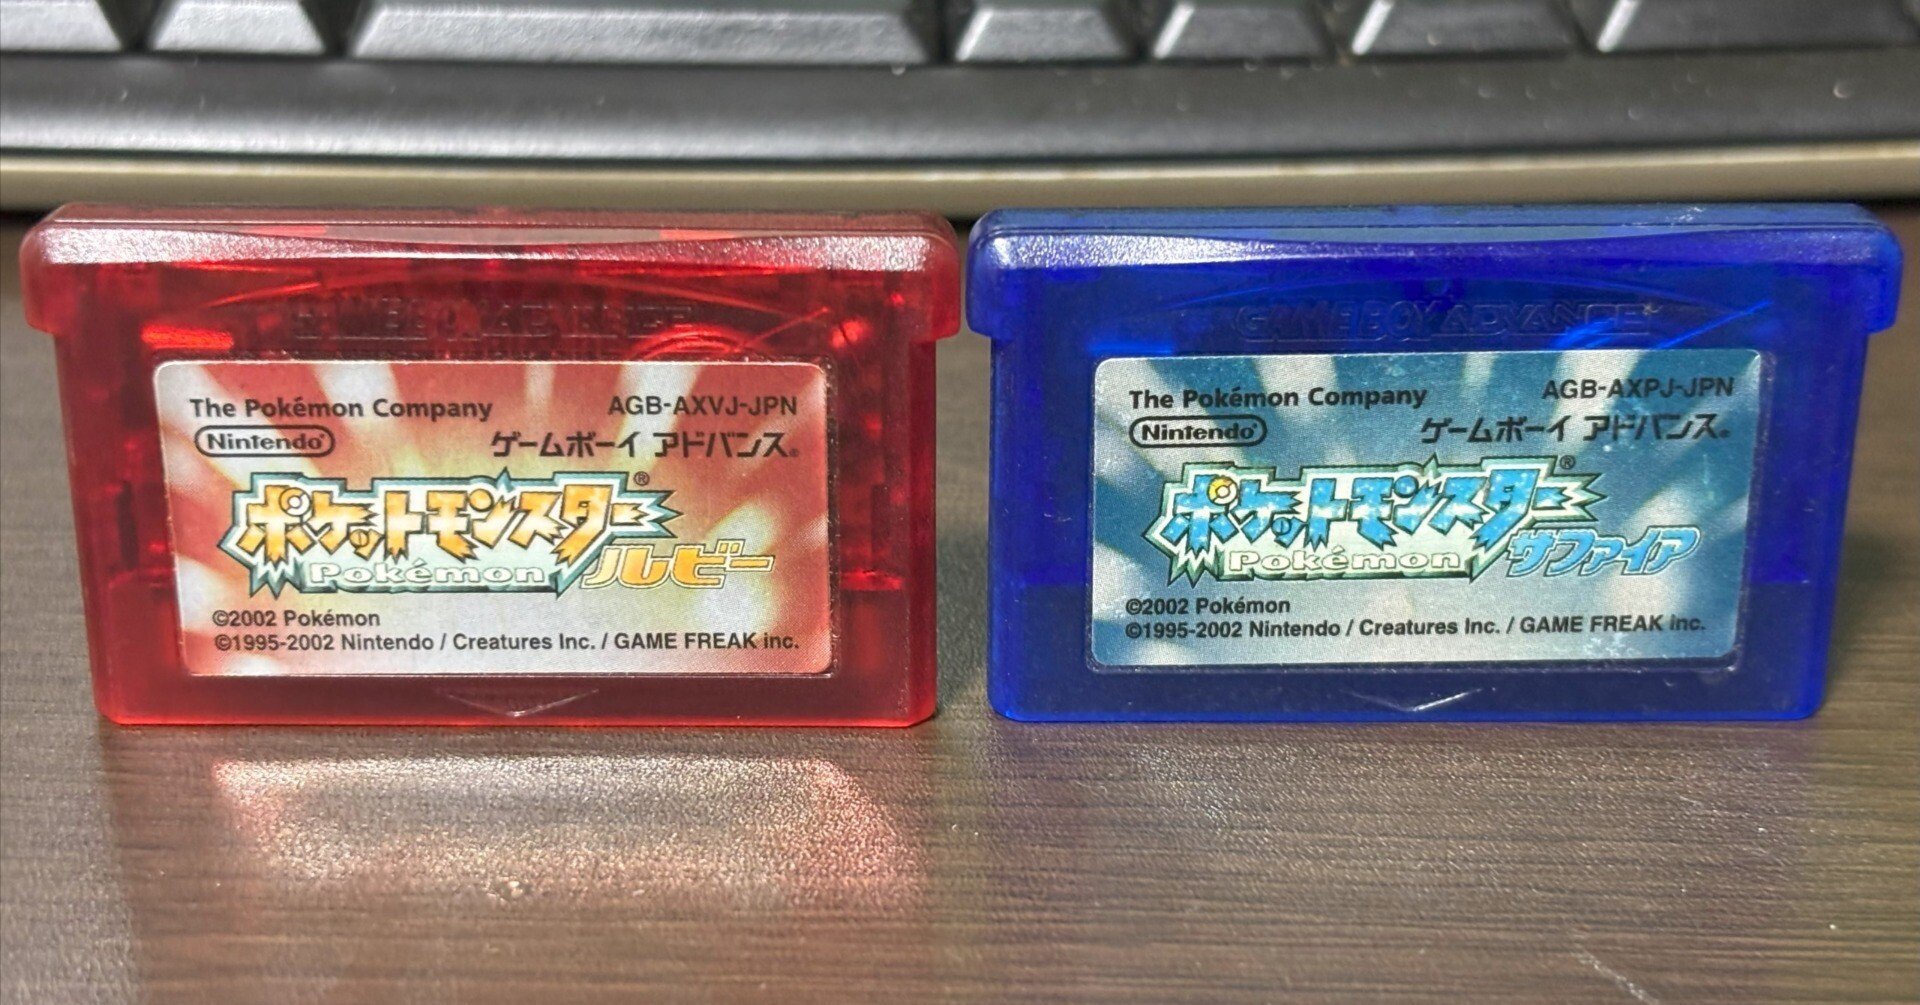 GAME BOY ADVANCE
The Pokémon Company
AGB-AXVJ-JPN
Nintendo®
ゲームボーイ アドバンス®
ポケットモンスター®
Pokémon
ルビー
©2002 Pokémon
©1995-2002 Nintendo / Creatures Inc. / GAME FREAK inc.
GAME BOY ADVANCE
The Pokémon Company
AGB-AXPJ-JPN
Nintendo®
ゲームボーイ アドバンス®
ポケットモンスター®
Pokémon
サファイア
©2002 Pokémon
©1995-2002 Nintendo / Creatures Inc. / GAME FREAK inc.